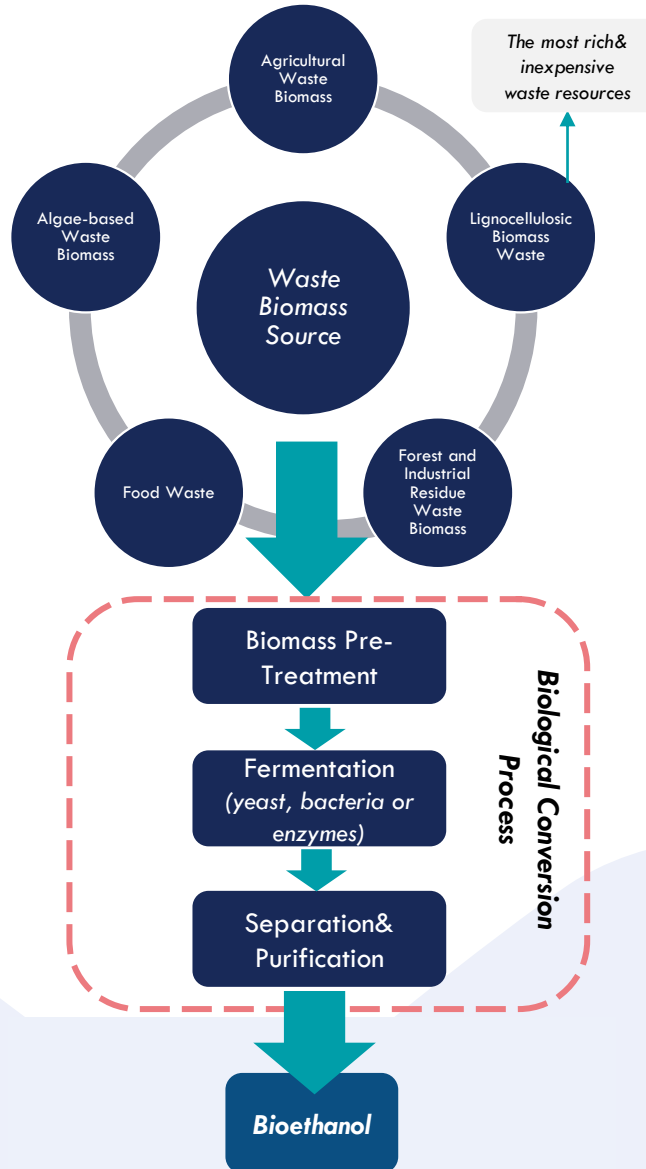 Agricultural
Waste
Biomass
The most rich&
inexpensive
waste resources
Algae-based
Waste
Biomass
Lignocellulosic
Biomass
Waste
Waste
Biomass
Source
Food Waste
Forest and
Industrial
Residue
Waste
Biomass
Biomass Pre-
Treatment
Fermentation
(yeast, bacteria or
enzymes)
Separation&
Purification
Biological Conversion
Process
Bioethanol